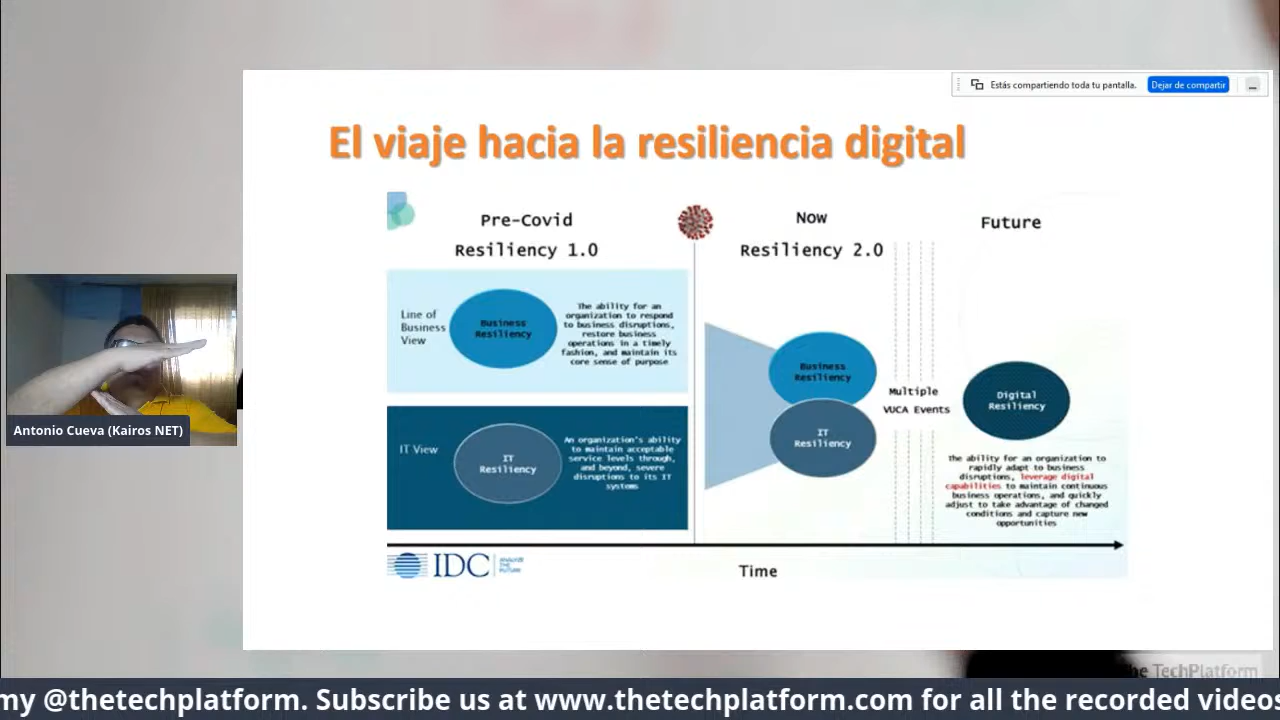 Estás compartiendo toda tu pantalla.
Dejar de compartir
El viaje hacia la resiliencia digital
Pre-Covid
Resiliency 1.0
Now
Resiliency 2.0
Future
Line of
Business
View
Business
Resiliency
The ability for an
organization to respond
to business disruptions,
restore business
operations in a timely
fashion, and maintain its
core sense of purpose
IT View
IT
Resiliency
An organization's ability
to maintain acceptable
service levels through,
and beyond, severe
disruptions to its IT
systems
Business
Resiliency
IT
Resiliency
Multiple
VUCA Events
Digital
Resiliency
The ability for an organization to
rapidly adapt to business
disruptions, leverage digital
capabilities to maintain continuous
business operations, and quickly
adjust to take advantage of changed
conditions and capture new
opportunities
IDC
ANALYZE
THE
FUTURE
Time
Antonio Cueva (Kairos NET)
The TechPlatform
my @thetechplatform. Subscribe us at www.thetechplatform.com for all the recorded videos